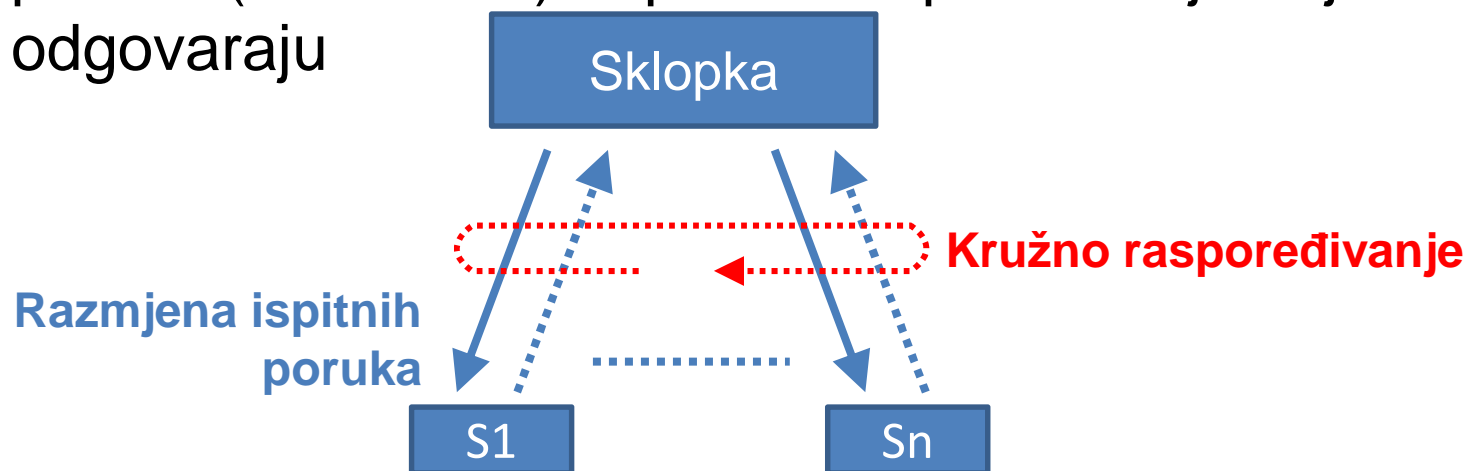 odgovaraju
Sklopka
Kružno raspoređivanje
Razmjena ispitnih
poruka
S1
Sn